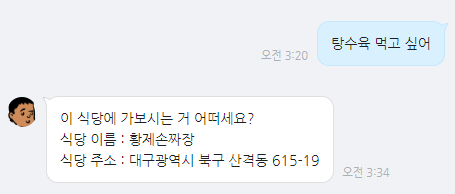 탕수육 먹고 싶어
오전 3:20
이 식당에 가보시는 거 어떠세요?
식당 이름 : 황제손짜장
식당 주소 : 대구광역시 북구 산격동 615-19
오전 3:34